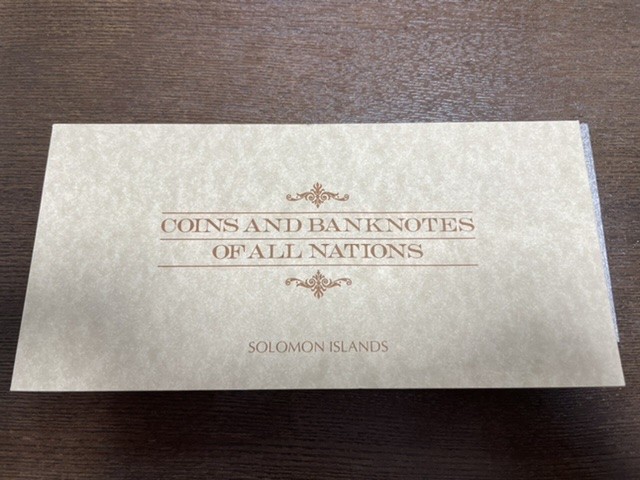 COINS AND BANKNOTES
OF ALL NATIONS
SOLOMON ISLANDS